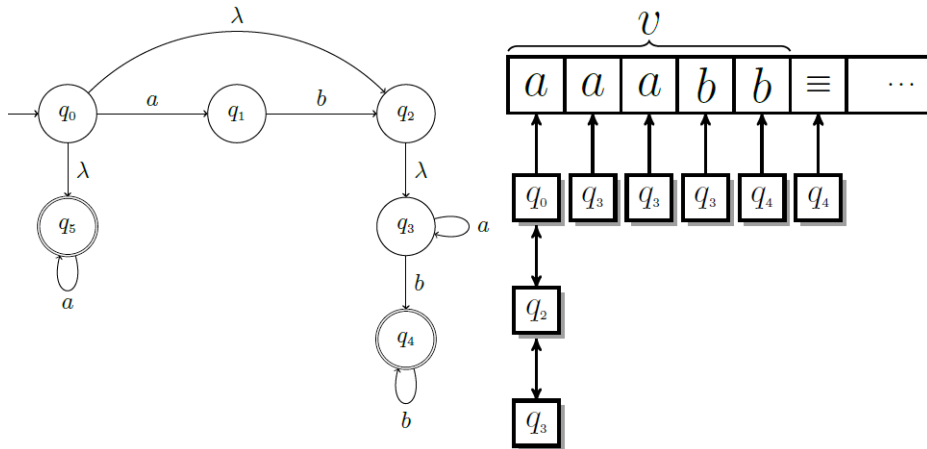 λ
q₀ a q₁ b q₂
λ λ
q₅ q₃ a
a b
q₄
b
v
a a a b b ≡ ...
q₀ q₃ q₃ q₃ q₄ q₄
q₂
q₃